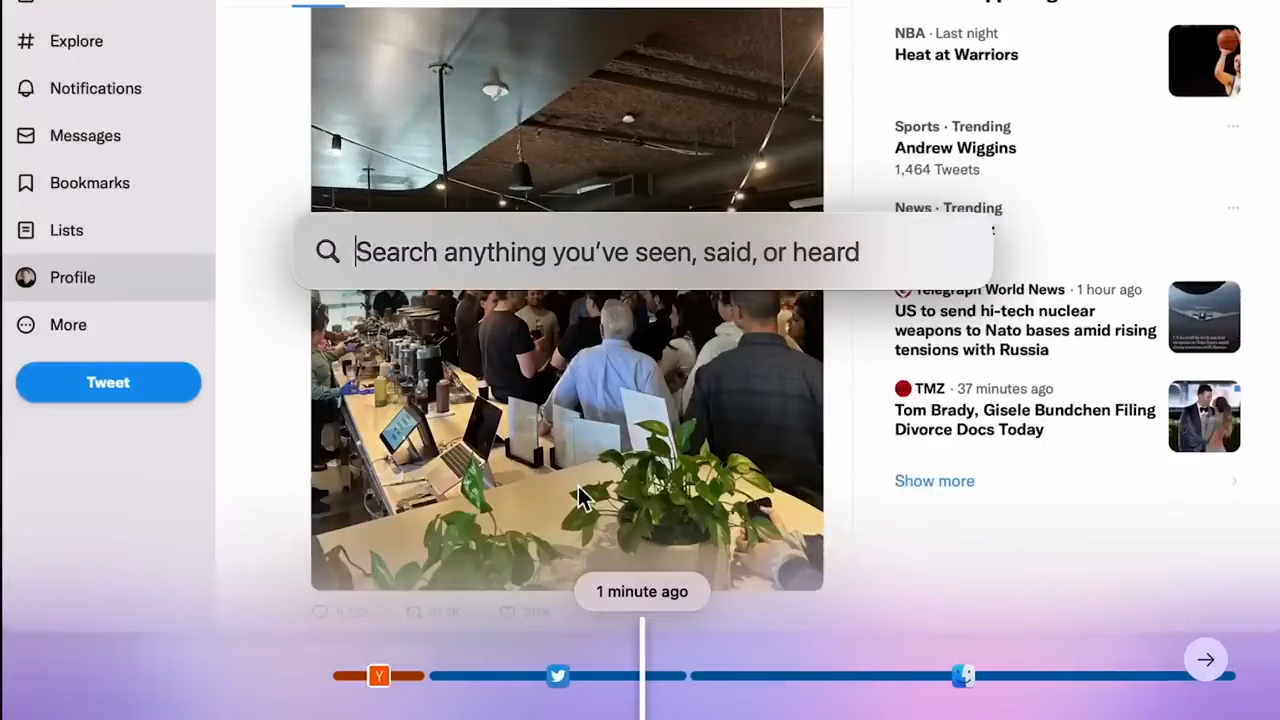 Explore
Notifications
Messages
Bookmarks
Lists
Profile
More
Tweet
Search anything you’ve seen, said, or heard
NBA · Last night
Heat at Warriors
Sports · Trending
Andrew Wiggins
1,464 Tweets
News · Trending
Telegraph World News · 1 hour ago
US to send hi-tech nuclear
weapons to Nato bases amid rising
tensions with Russia
TMZ · 37 minutes ago
Tom Brady, Gisele Bundchen Filing
Divorce Docs Today
Show more
1 minute ago
Y